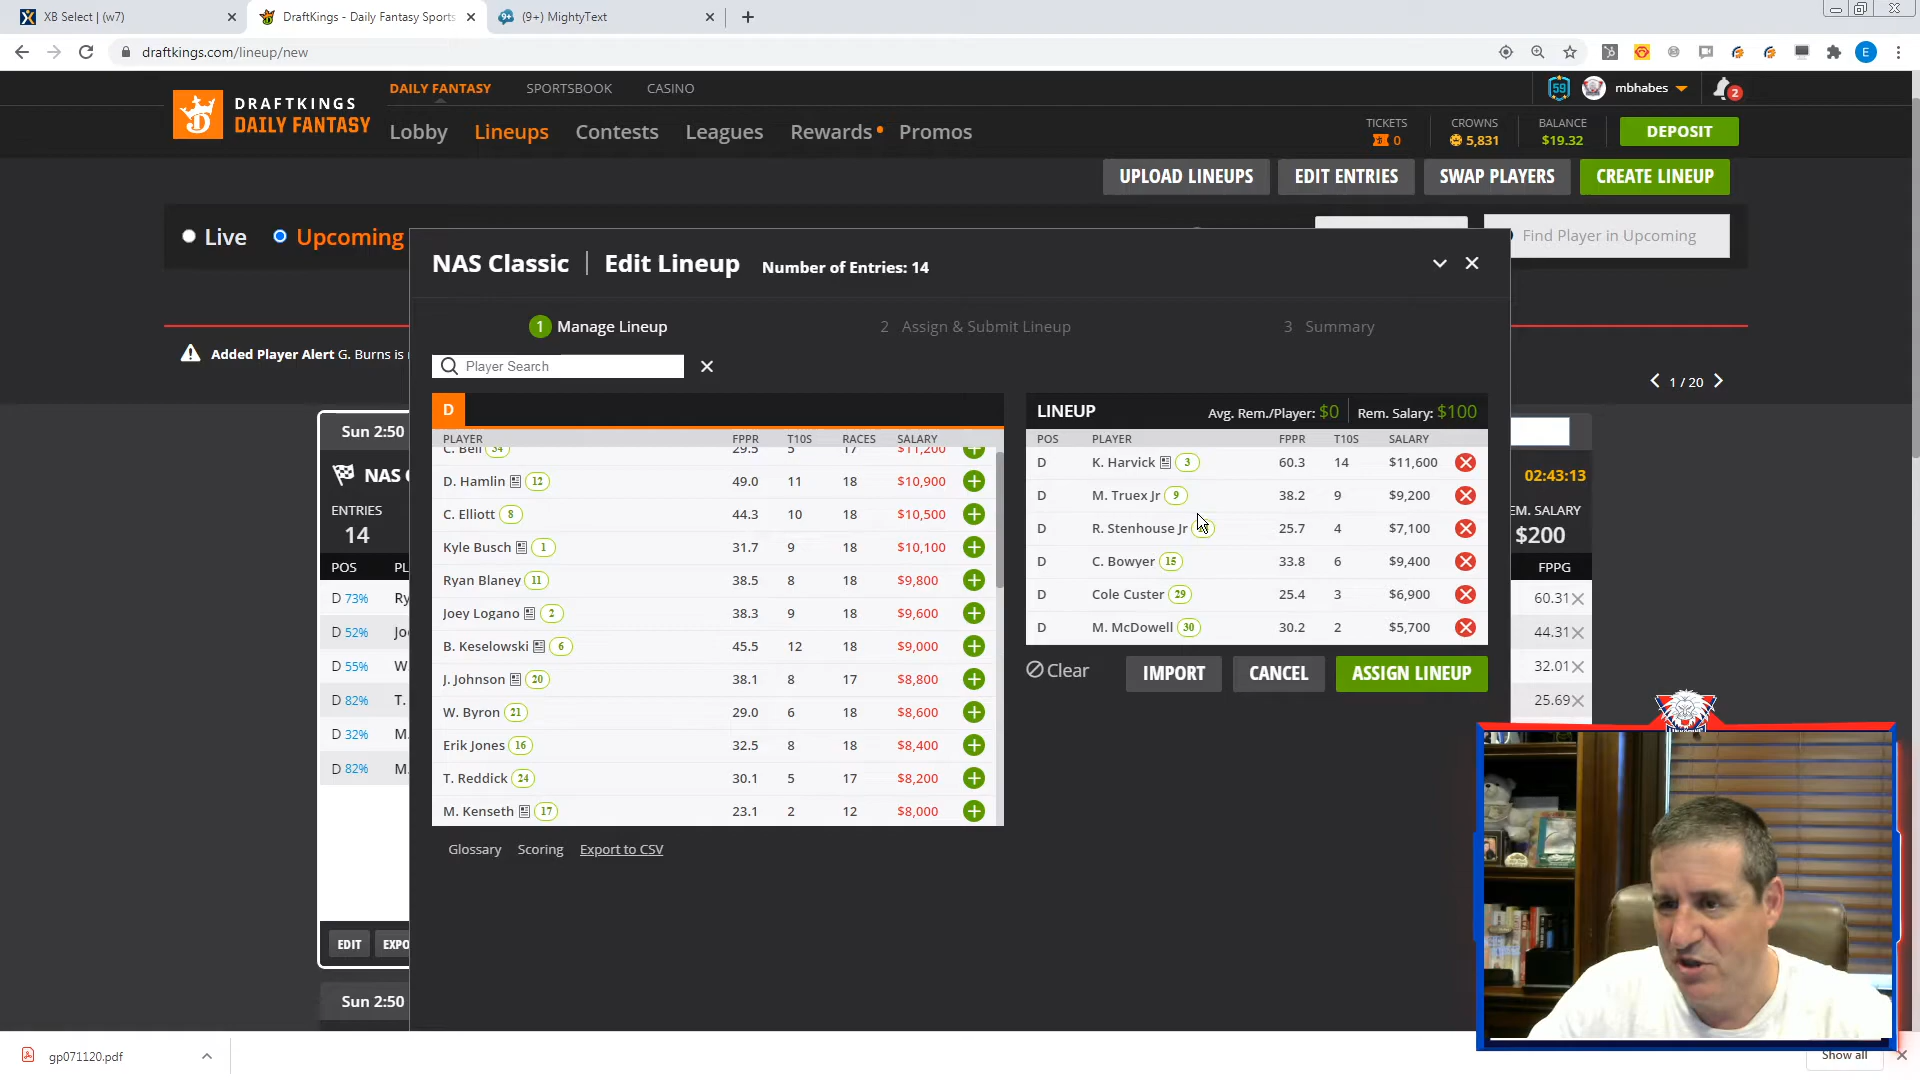 XB Select | (w7)
DraftKings - Daily Fantasy Sports
(9+) MightyText
draftkings.com/lineup/new
E
DRAFTKINGS
DAILY FANTASY
DAILY FANTASY SPORTSBOOK CASINO
59 mbhabes 2
Lobby Lineups Contests Leagues Rewards Promos
TICKETS 0
CROWNS 5,831
BALANCE $19.32
DEPOSIT
UPLOAD LINEUPS EDIT ENTRIES SWAP PLAYERS CREATE LINEUP
Live Upcoming
Find Player in Upcoming
NAS Classic | Edit Lineup Number of Entries: 14
1 Manage Lineup 2 Assign & Submit Lineup 3 Summary
Added Player Alert G. Burns is
Player Search
1 / 20
D
PLAYER FPPR T10S RACES SALARY
C. Bell 34 29.5 5 17 $11,200
D. Hamlin 12 49.0 11 18 $10,900
C. Elliott 8 44.3 10 18 $10,500
Kyle Busch 1 31.7 9 18 $10,100
Ryan Blaney 11 38.5 8 18 $9,800
Joey Logano 2 38.3 9 18 $9,600
B. Keselowski 6 45.5 12 18 $9,000
J. Johnson 20 38.1 8 17 $8,800
W. Byron 21 29.0 6 18 $8,600
Erik Jones 16 32.5 8 18 $8,400
T. Reddick 24 30.1 5 17 $8,200
M. Kenseth 17 23.1 2 12 $8,000
Glossary Scoring Export to CSV
LINEUP Avg. Rem./Player: $0 Rem. Salary: $100
POS PLAYER FPPR T10S SALARY
D K. Harvick 3 60.3 14 $11,600
D M. Truex Jr 9 38.2 9 $9,200
D R. Stenhouse Jr 25.7 4 $7,100
D C. Bowyer 15 33.8 6 $9,400
D Cole Custer 29 25.4 3 $6,900
D M. McDowell 30 30.2 2 $5,700
Clear IMPORT CANCEL ASSIGN LINEUP
Sun 2:50
NAS
ENTRIES
14
POS
D 73%
D 52%
D 55%
D 82% T.
D 32%
D 82%
EDIT
Sun 2:50
02:43:13
SALARY
$200
FPPG
60.31
44.31
32.01
25.69
gp071120.pdf
Show all